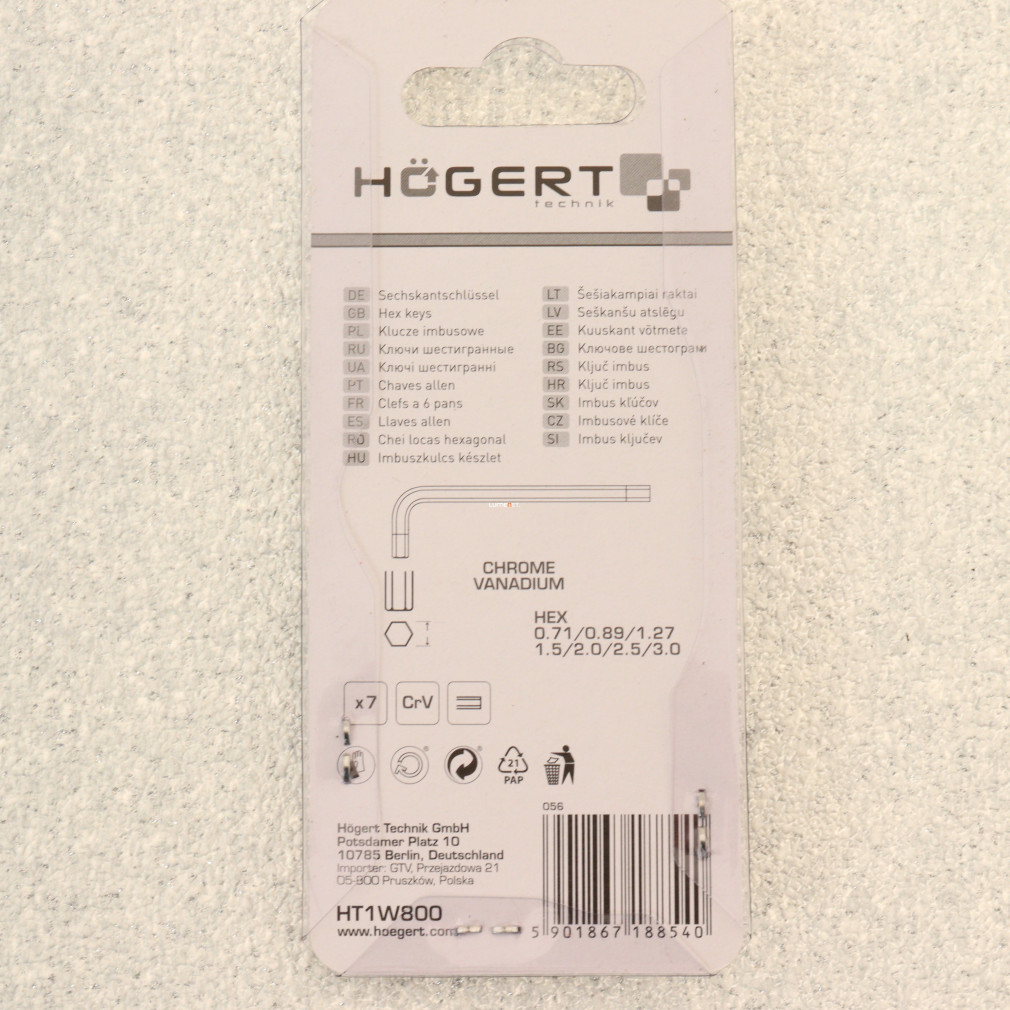 HÖGERT
technik
DE Sechskantschlüssel
GB Hex keys
PL Klucze imbusowe
RU Ключи шестигранные
UA Ключі шестигранні
PT Chaves allen
FR Clefs a 6 pans
ES Llaves allen
RO Chei locas hexagonal
HU Imbuszkulcs készlet
LT Šešiakampiai raktai
LV Seškanšu atslēgu
EE Kuuskant võtmete
BG Ключове шестограм
RS Ključ imbus
HR Ključ imbus
SK Imbus kľúčov
CZ Imbusové klíče
SI Imbus ključev
CHROME
VANADIUM
HEX
0.71/0.89/1.27
1.5/2.0/2.5/3.0
x7 CrV
21
PAP
056
Högert Technik GmbH
Potsdamer Platz 10
10785 Berlin, Deutschland
Importer: GTV, Przejazdowa 21
05-800 Pruszków, Polska
HT1W800
www.hoegert.com
5 901867 188540